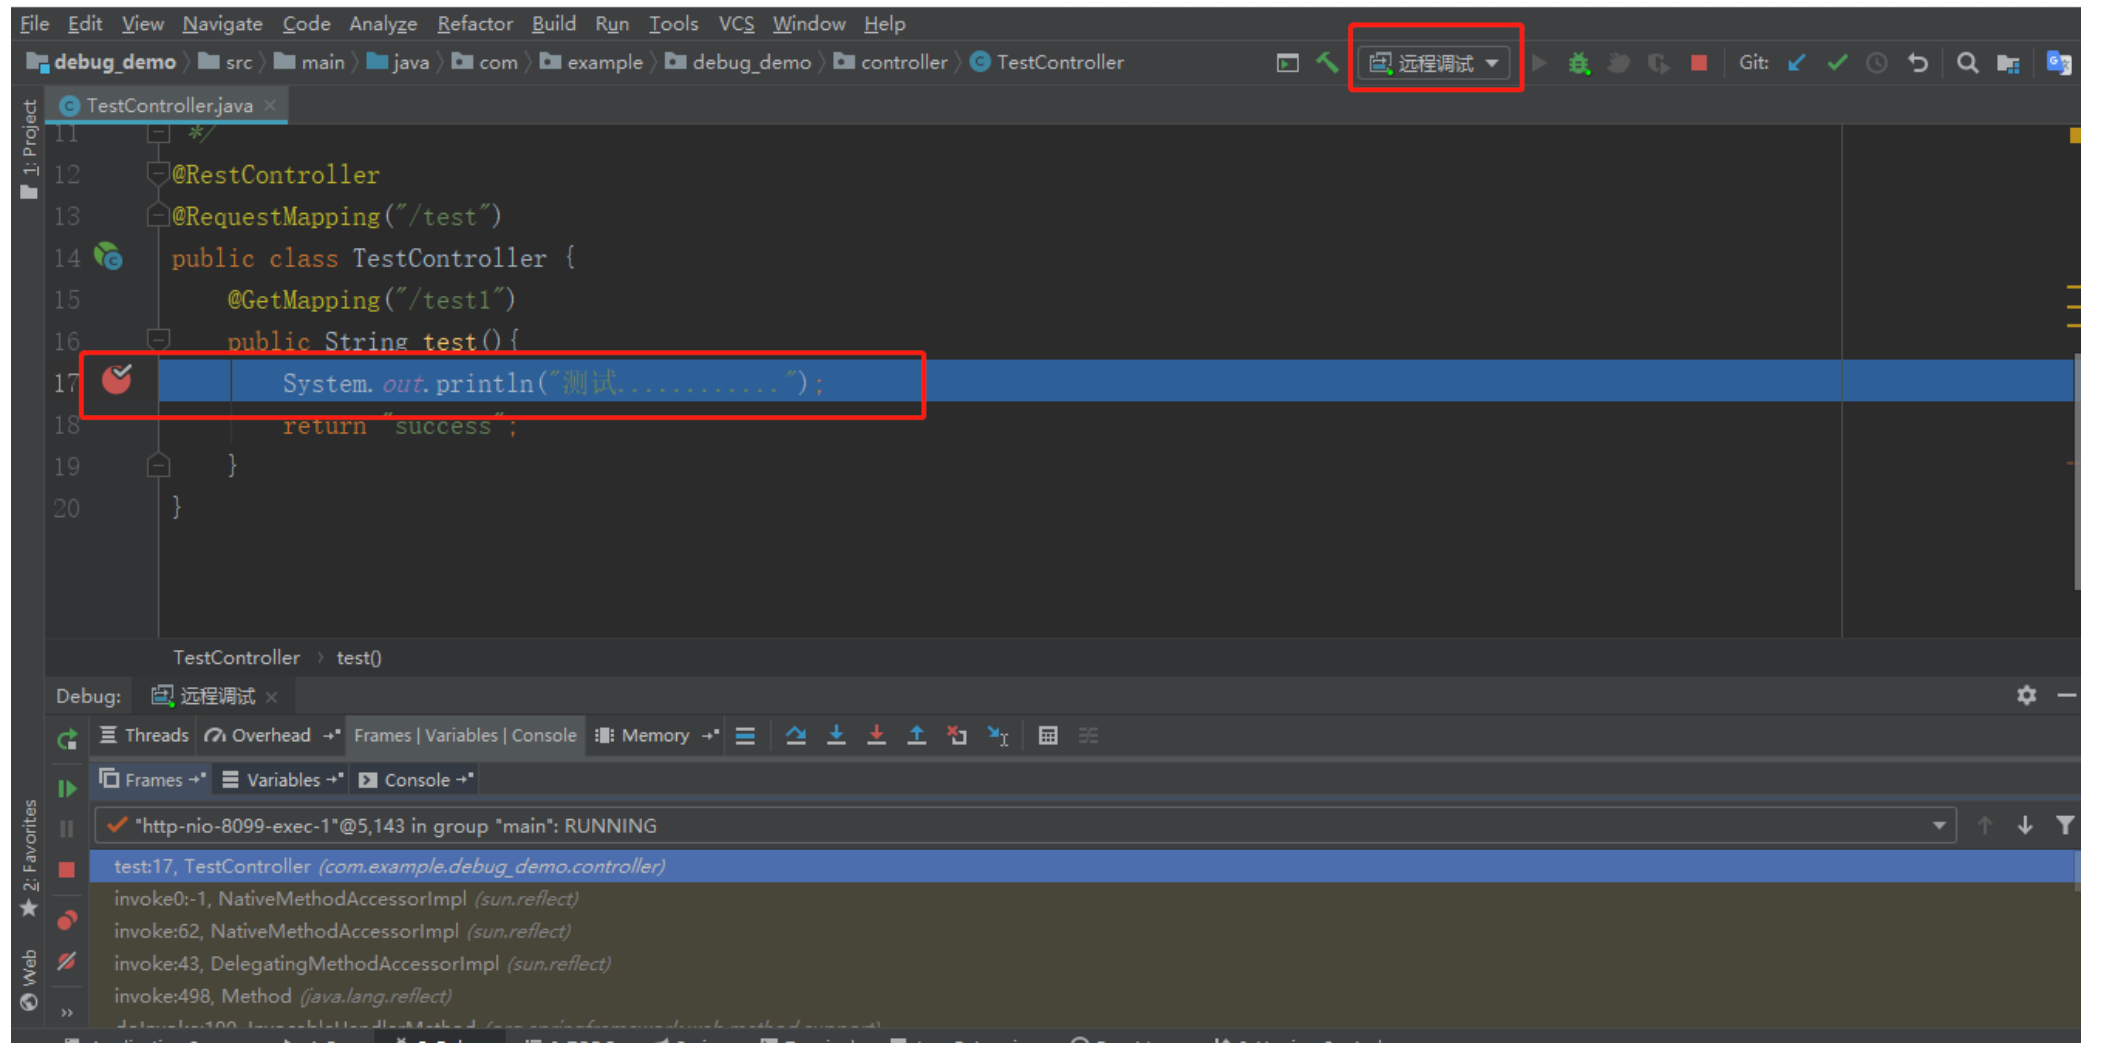 File Edit View Navigate Code Analyze Refactor Build Run Tools VCS Window Help
debug_demo src main java com example debug_demo controller TestController 远程调试 Git:
TestController.java
1: Project
11 */
12 @RestController
13 @RequestMapping("/test")
14 public class TestController {
15 @GetMapping("/test1")
16 public String test(){
17 System.out.println("测试............");
18 return "success";
19 }
20 }
TestController > test()
Debug: 远程调试
Threads Overhead Frames | Variables | Console Memory
Frames Variables Console
"http-nio-8099-exec-1"@5,143 in group "main": RUNNING
test:17, TestController (com.example.debug_demo.controller)
invoke0:-1, NativeMethodAccessorImpl (sun.reflect)
invoke:62, NativeMethodAccessorImpl (sun.reflect)
invoke:43, DelegatingMethodAccessorImpl (sun.reflect)
invoke:498, Method (java.lang.reflect)
2: Favorites
Web